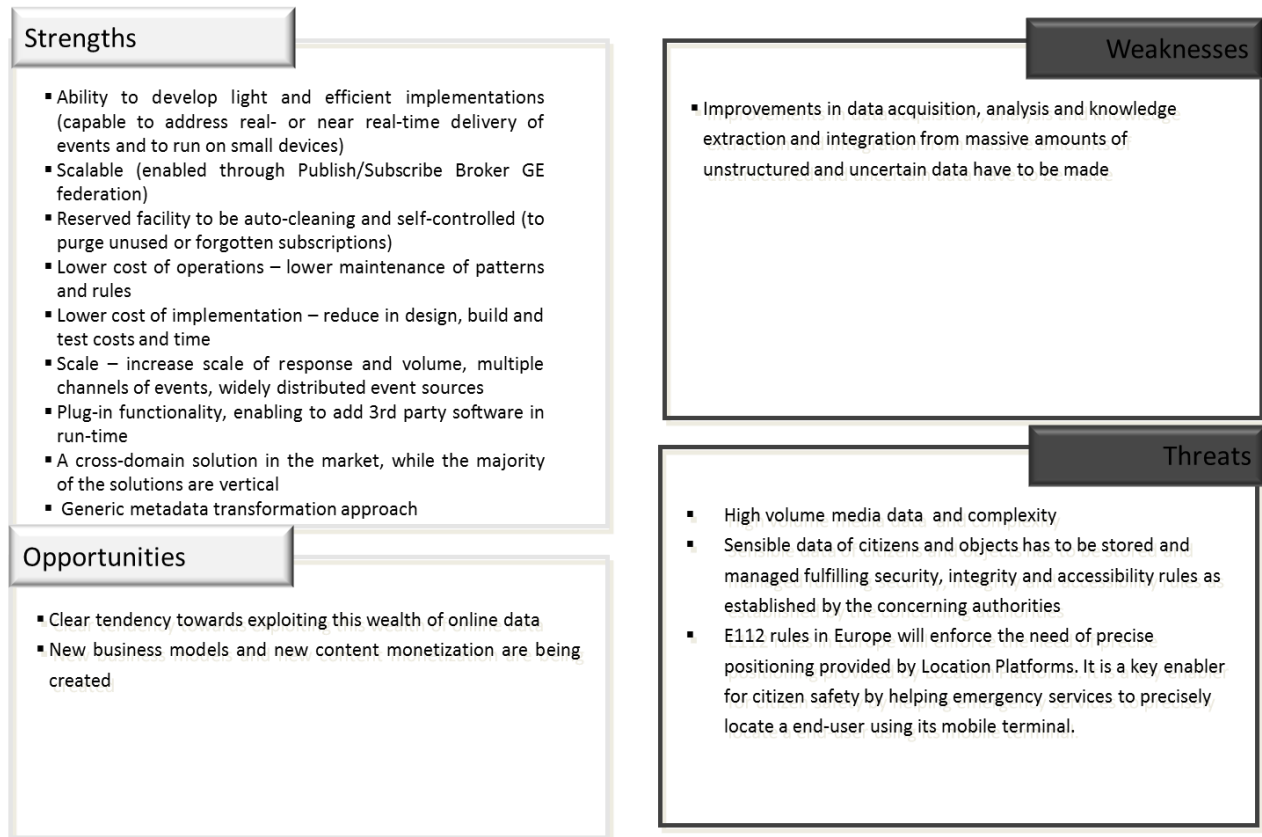 Strengths
▪ Ability to develop light and efficient implementations
(capable to address real- or near real-time delivery of
events and to run on small devices)
▪ Scalable (enabled through Publish/Subscribe Broker GE
federation)
▪ Reserved facility to be auto-cleaning and self-controlled (to
purge unused or forgotten subscriptions)
▪ Lower cost of operations – lower maintenance of patterns
and rules
▪ Lower cost of implementation – reduce in design, build and
test costs and time
▪ Scale – increase scale of response and volume, multiple
channels of events, widely distributed event sources
▪ Plug-in functionality, enabling to add 3rd party software in
run-time
▪ A cross-domain solution in the market, while the majority
of the solutions are vertical
▪ Generic metadata transformation approach
Weaknesses
▪ Improvements in data acquisition, analysis and knowledge
extraction and integration from massive amounts of
unstructured and uncertain data have to be made
Opportunities
▪ Clear tendency towards exploiting this wealth of online data
▪ New business models and new content monetization are being
created
Threats
▪ High volume media data and complexity
▪ Sensible data of citizens and objects has to be stored and
managed fulfilling security, integrity and accessibility rules as
established by the concerning authorities
▪ E112 rules in Europe will enforce the need of precise
positioning provided by Location Platforms. It is a key enabler
for citizen safety by helping emergency services to precisely
locate a end-user using its mobile terminal.